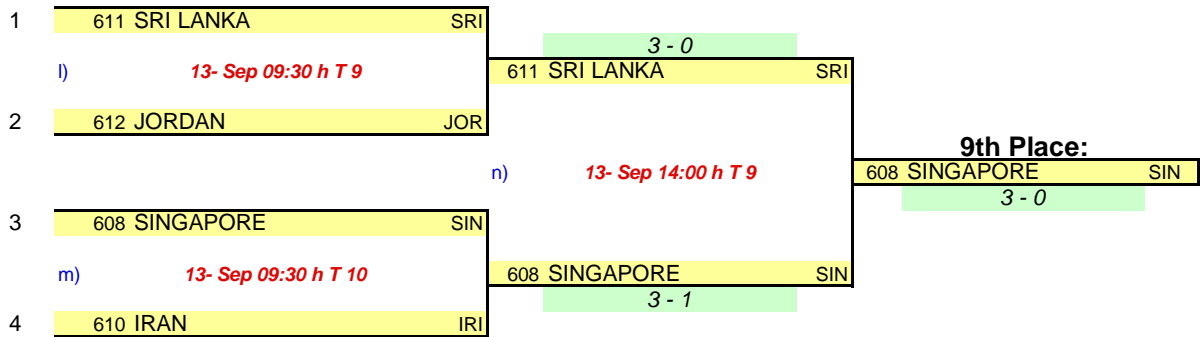 1 611 SRI LANKA SRI
3 - 0
l) 13- Sep 09:30 h T 9 611 SRI LANKA SRI
2 612 JORDAN JOR
9th Place:
n) 13- Sep 14:00 h T 9 608 SINGAPORE SIN
3 - 0
3 608 SINGAPORE SIN
m) 13- Sep 09:30 h T 10 608 SINGAPORE SIN
3 - 1
4 610 IRAN IRI